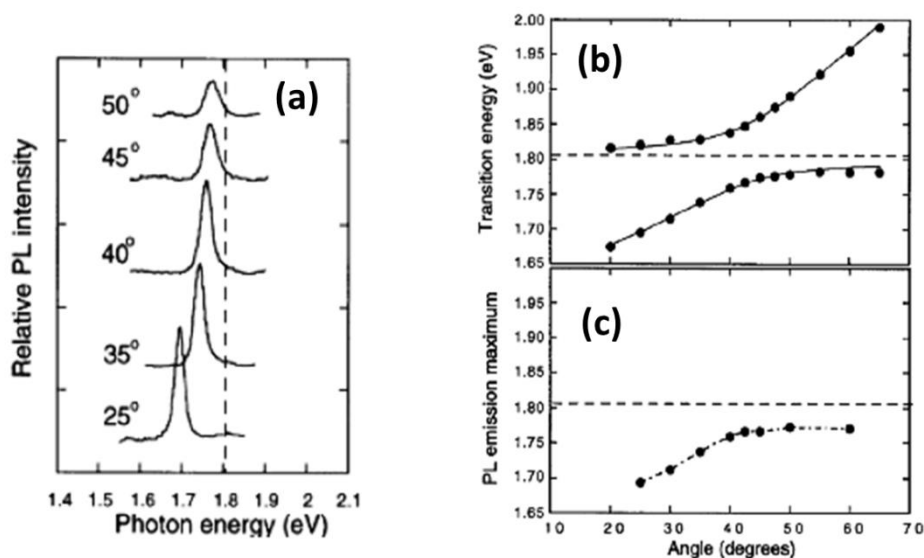 (a)
50°
45°
40°
35°
25°
Relative PL intensity
1.4 1.5 1.6 1.7 1.8 1.9 2.0 2.1
Photon energy (eV)
(b)
2.00
1.95
1.90
1.85
1.80
1.75
1.70
1.65
Transition energy (eV)
(c)
1.95
1.90
1.85
1.80
1.75
1.70
1.65
PL emission maximum
10 20 30 40 50 60 70
Angle (degrees)